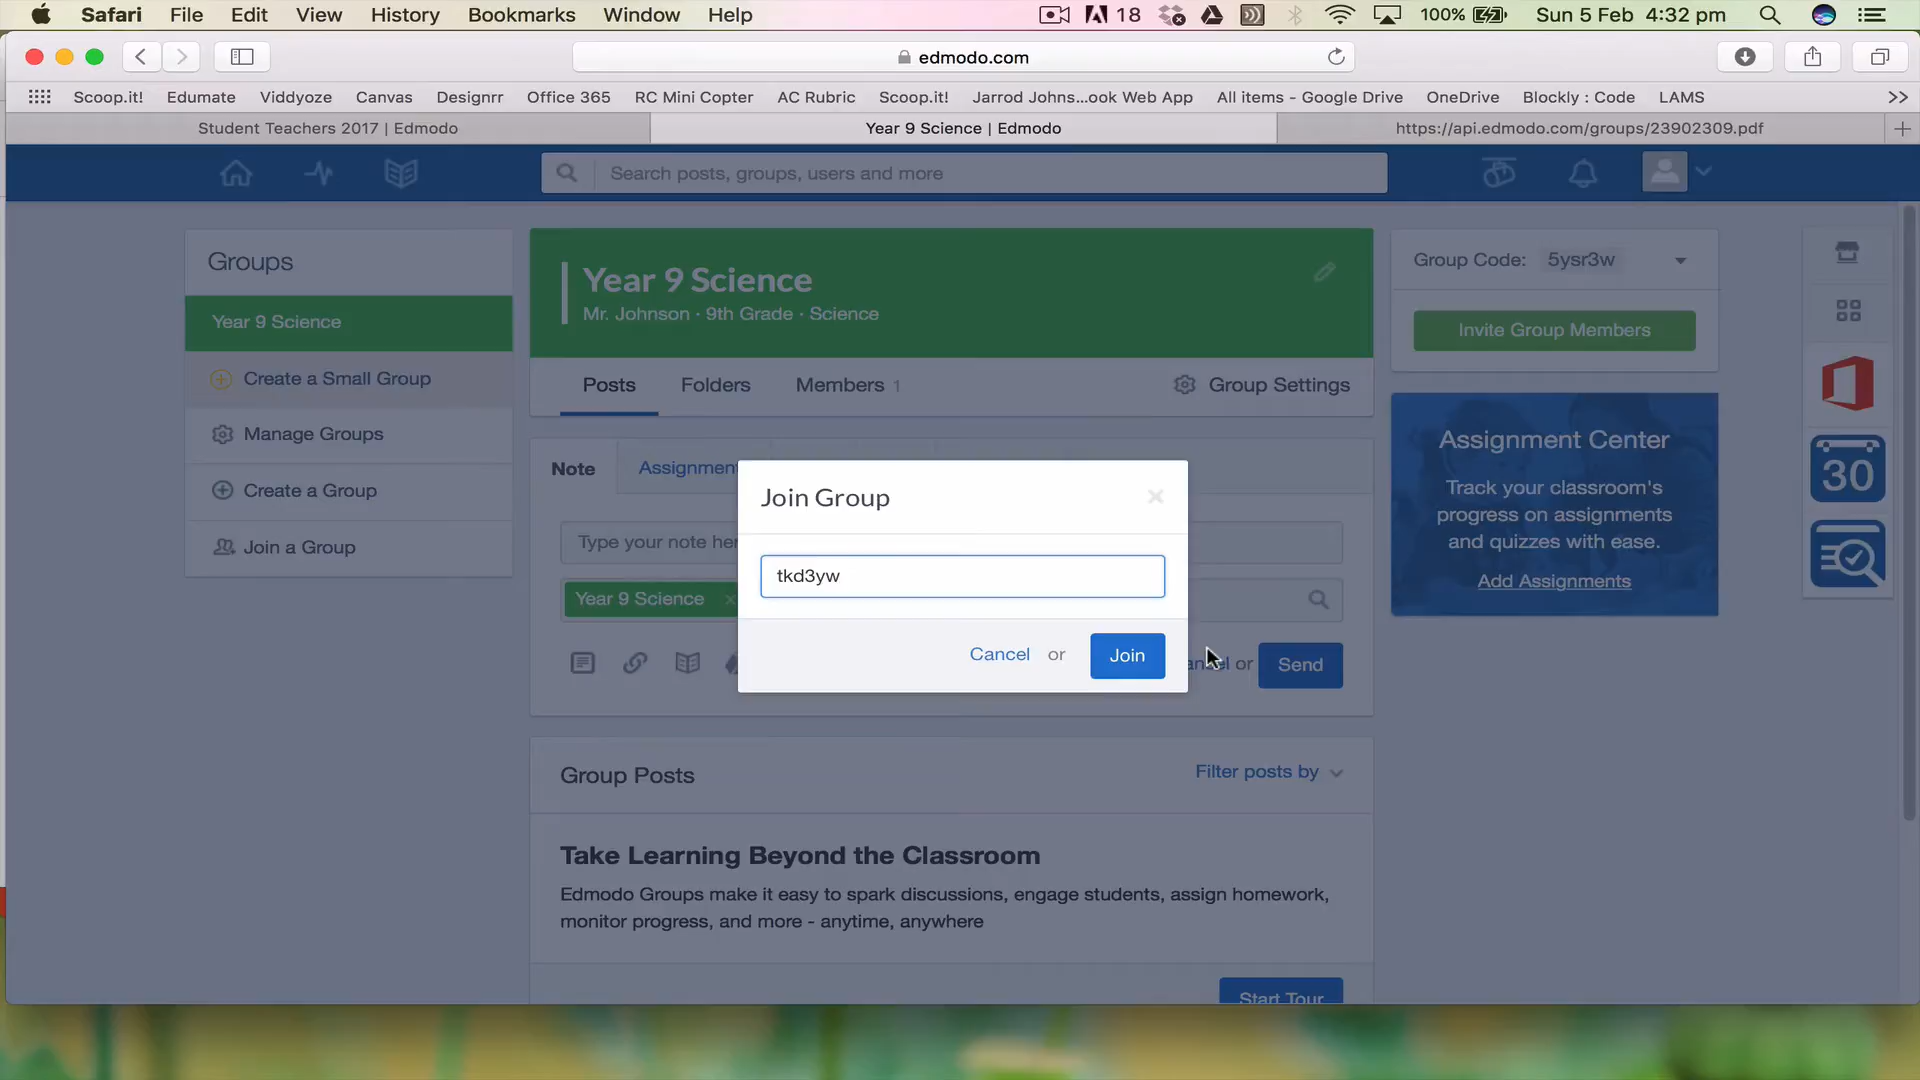 Safari File Edit View History Bookmarks Window Help 18 100% Sun 5 Feb 4:32 pm
edmodo.com
Scoop.it! Edumate Viddyoze Canvas Designrr Office 365 RC Mini Copter AC Rubric Scoop.it! Jarrod Johns...ook Web App All items - Google Drive OneDrive Blockly : Code LAMS
Student Teachers 2017 | Edmodo Year 9 Science | Edmodo https://api.edmodo.com/groups/23902309.pdf
Search posts, groups, users and more
Groups
Year 9 Science
Create a Small Group
Manage Groups
Create a Group
Join a Group
Year 9 Science
Mr. Johnson · 9th Grade · Science
Posts Folders Members 1 Group Settings
Note Assignment
Type your note her
Year 9 Science
or Send
Join Group
tkd3yw
Cancel or Join
Group Posts Filter posts by
Take Learning Beyond the Classroom
Edmodo Groups make it easy to spark discussions, engage students, assign homework,
monitor progress, and more - anytime, anywhere
Start Tour
Group Code: 5ysr3w
Invite Group Members
Assignment Center
Track your classroom's
progress on assignments
and quizzes with ease.
Add Assignments
30